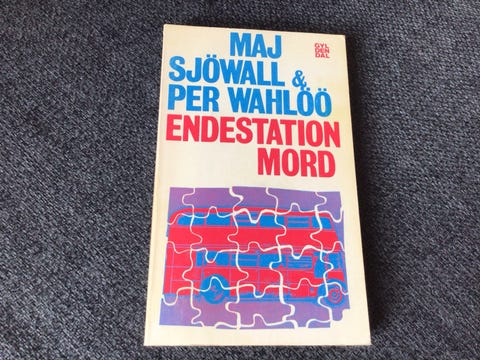 MAJ
SJÖWALL &
PER WAHLÖÖ
ENDESTATION
MORD
GYL
DEN
DAL